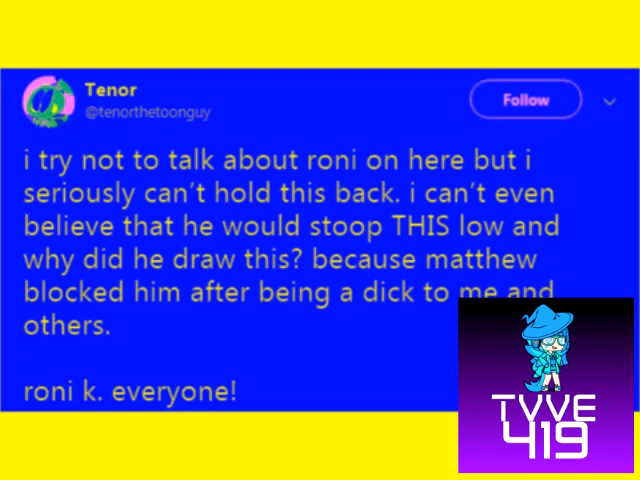 Tenor
@tenorthetoonguy
Follow
i try not to talk about roni on here but i
seriously can't hold this back. i can't even
believe that he would stoop THIS low and
why did he draw this? because matthew
blocked him after being a dick to me and
others.
roni k. everyone!
TVVE
419